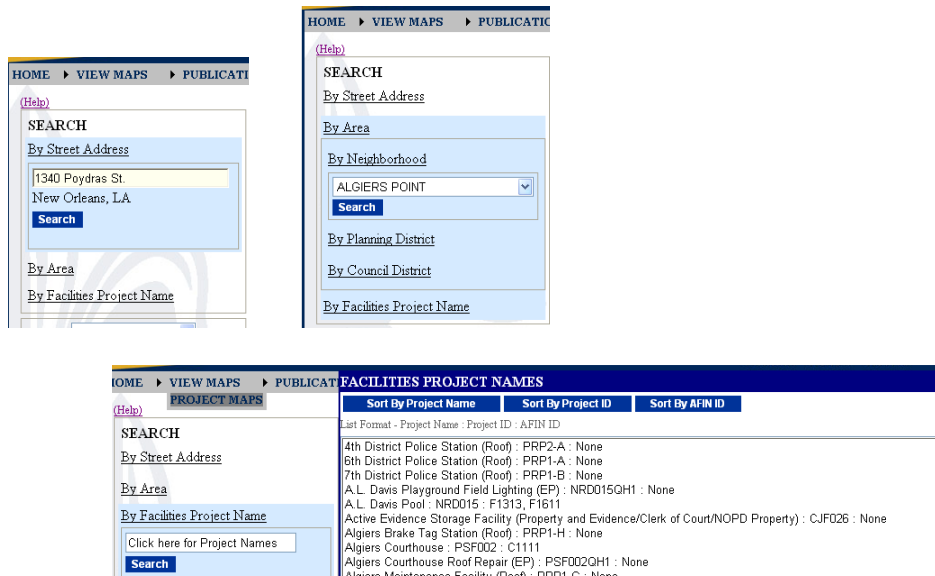 HOME VIEW MAPS PUBLICATI
(Help)
SEARCH
By Street Address
1340 Poydras St.
New Orleans, LA
Search
By Area
By Facilities Project Name
HOME VIEW MAPS PUBLICATIO
(Help)
SEARCH
By Street Address
By Area
By Neighborhood
ALGIERS POINT
Search
By Planning District
By Council District
By Facilities Project Name
HOME VIEW MAPS PUBLICAT
PROJECT MAPS
(Help)
SEARCH
By Street Address
By Area
By Facilities Project Name
Click here for Project Names
Search
FACILITIES PROJECT NAMES
Sort By Project Name Sort By Project ID Sort By AFIN ID
List Format - Project Name : Project ID : AFIN ID
4th District Police Station (Roof) : PRP2-A : None
6th District Police Station (Roof) : PRP1-A : None
7th District Police Station (Roof) : PRP1-B : None
A.L. Davis Playground Field Lighting (EP) : NRD015QH1 : None
A.L. Davis Pool : NRD015 : F1313, F1611
Active Evidence Storage Facility (Property and Evidence/Clerk of Court/NOPD Property) : CJF026 : None
Algiers Brake Tag Station (Roof) : PRP1-H : None
Algiers Courthouse : PSF002 : C1111
Algiers Courthouse Roof Repair (EP) : PSF002QH1 : None
Algiers Maintenance Facility (Roof) : PRP1-C : None